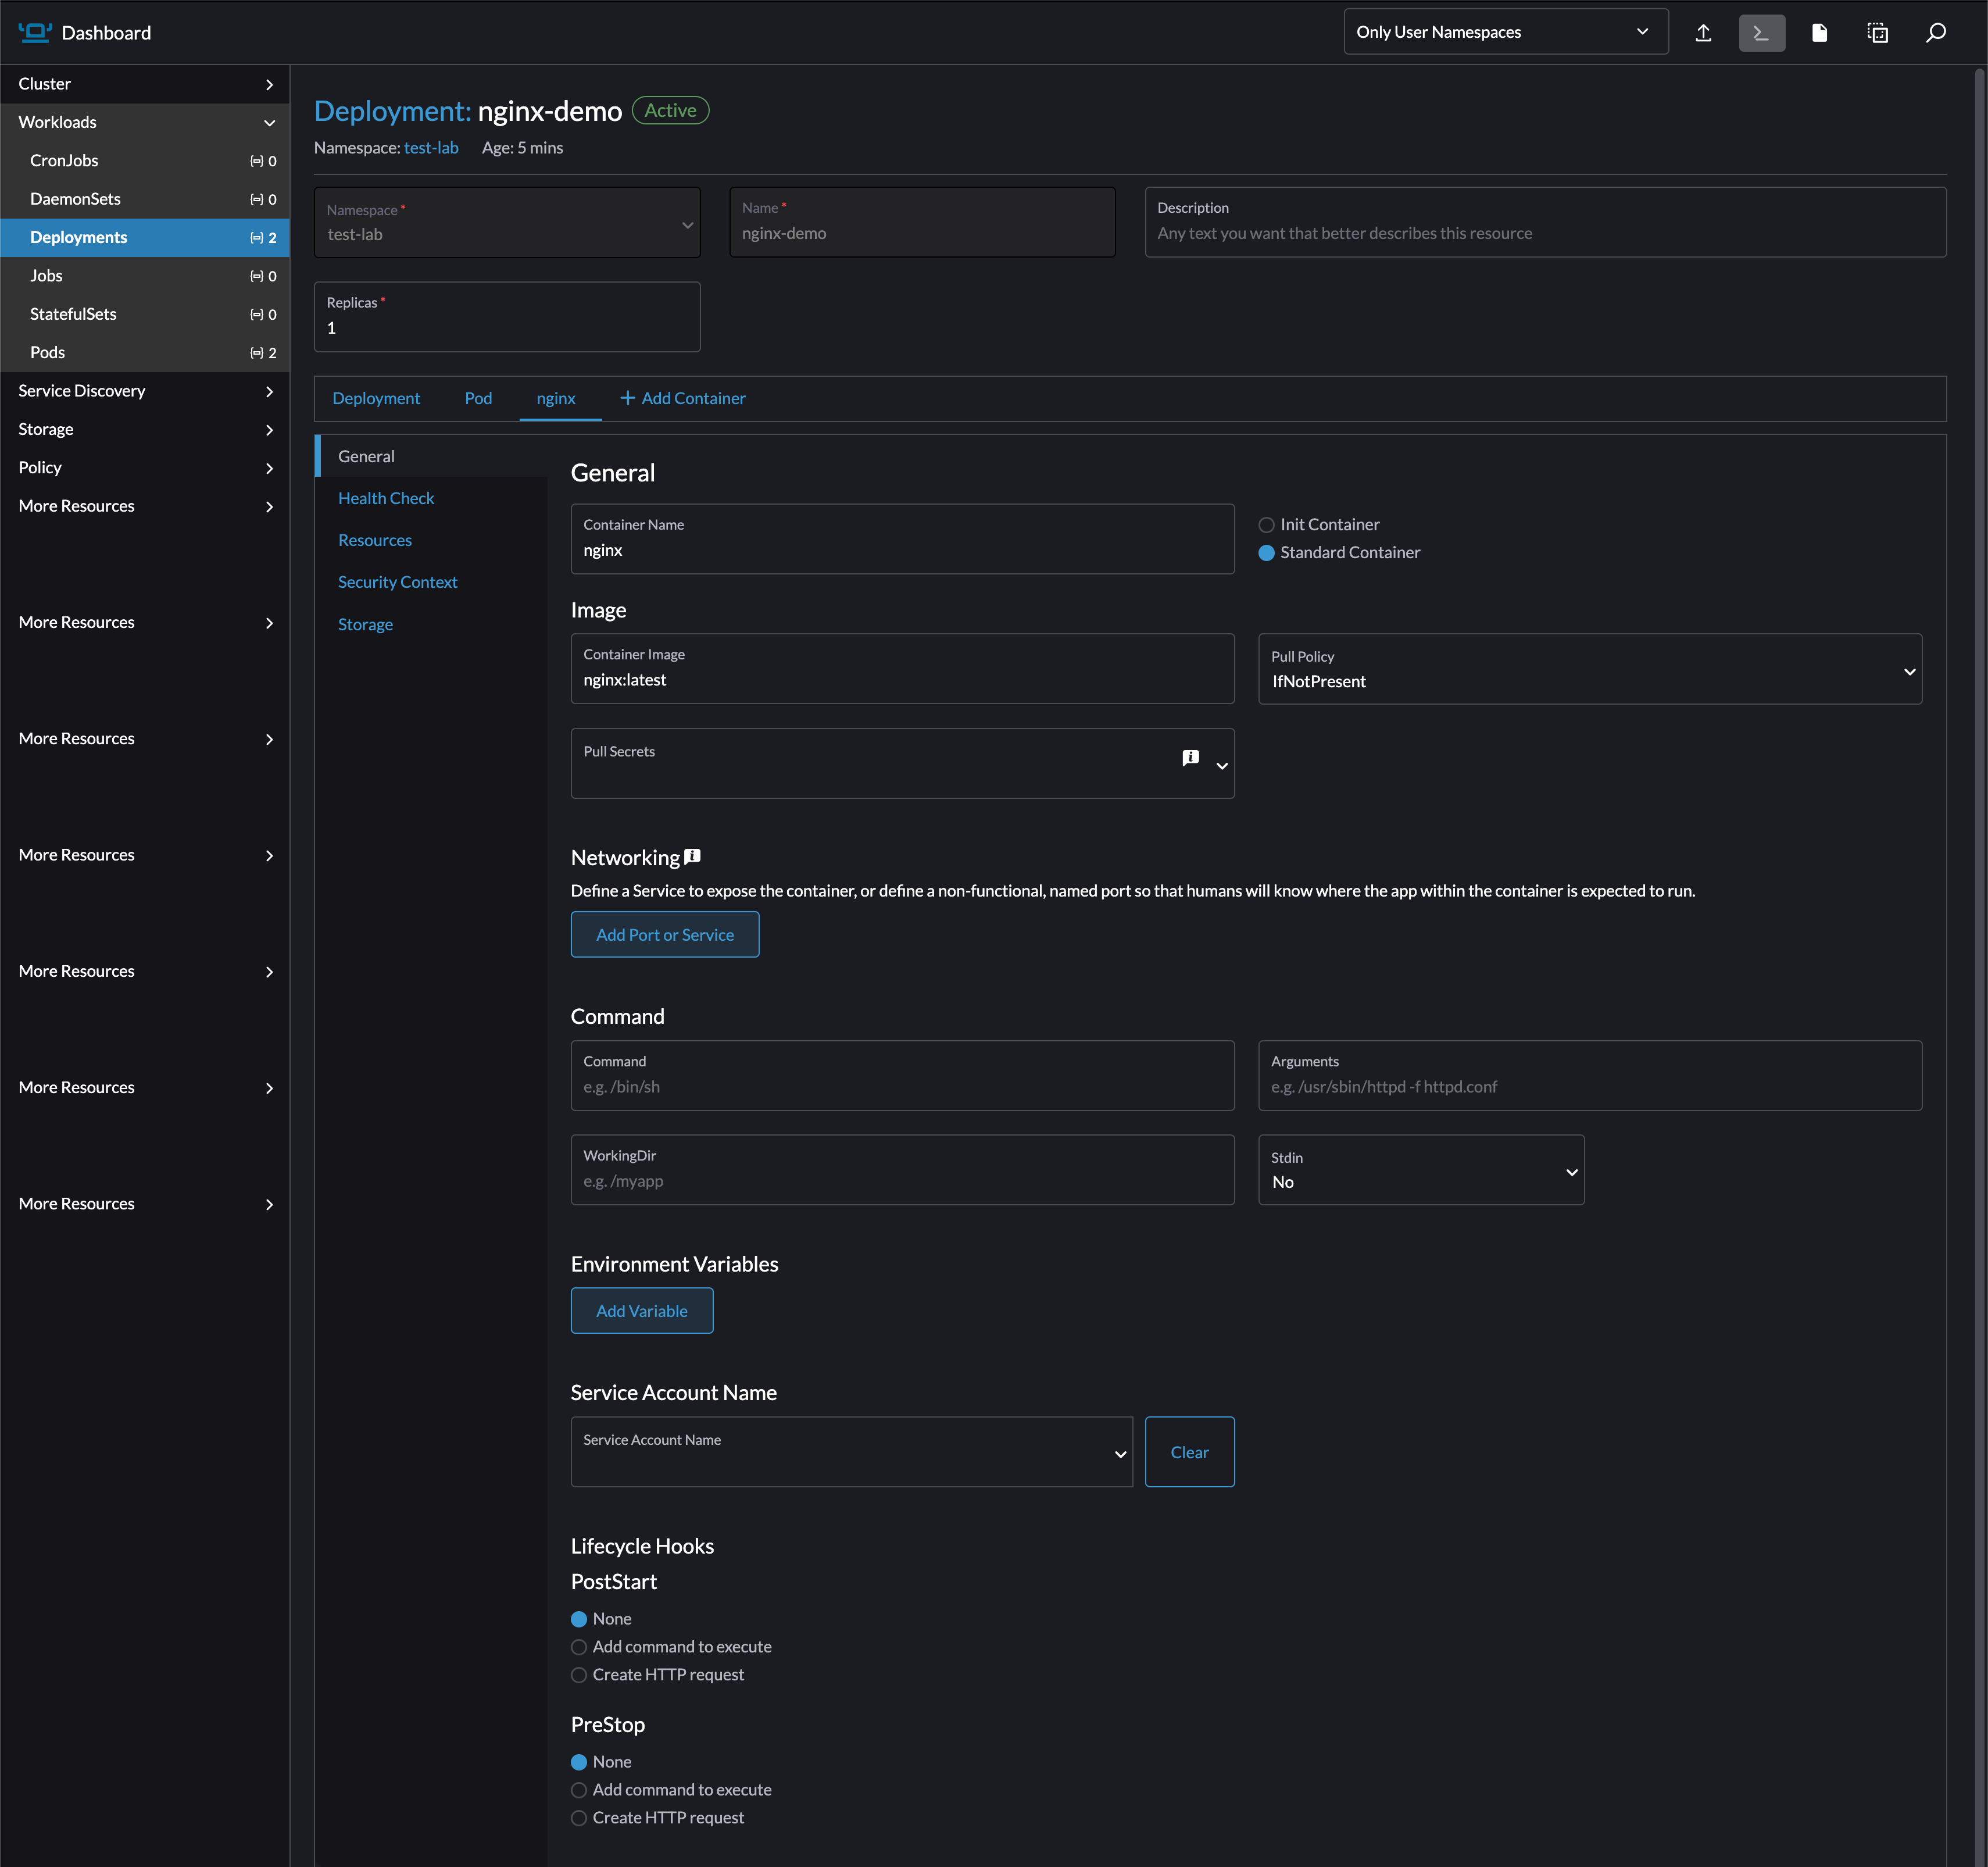 Dashboard
Only User Namespaces
Cluster
Workloads
CronJobs 0
DaemonSets 0
Deployments 2
Jobs 0
StatefulSets 0
Pods 2
Service Discovery
Storage
Policy
More Resources
More Resources
More Resources
More Resources
More Resources
More Resources
More Resources
Deployment: nginx-demo Active
Namespace: test-lab Age: 5 mins
Namespace *
test-lab
Name *
nginx-demo
Description
Any text you want that better describes this resource
Replicas *
1
Deployment Pod nginx + Add Container
General
Health Check
Resources
Security Context
Storage
General
Container Name
nginx
Init Container
Standard Container
Image
Container Image
nginx:latest
Pull Policy
IfNotPresent
Pull Secrets
Networking
Define a Service to expose the container, or define a non-functional, named port so that humans will know where the app within the container is expected to run.
Add Port or Service
Command
Command
e.g. /bin/sh
Arguments
e.g. /usr/sbin/httpd -f httpd.conf
WorkingDir
e.g. /myapp
Stdin
No
Environment Variables
Add Variable
Service Account Name
Service Account Name
Clear
Lifecycle Hooks
PostStart
None
Add command to execute
Create HTTP request
PreStop
None
Add command to execute
Create HTTP request